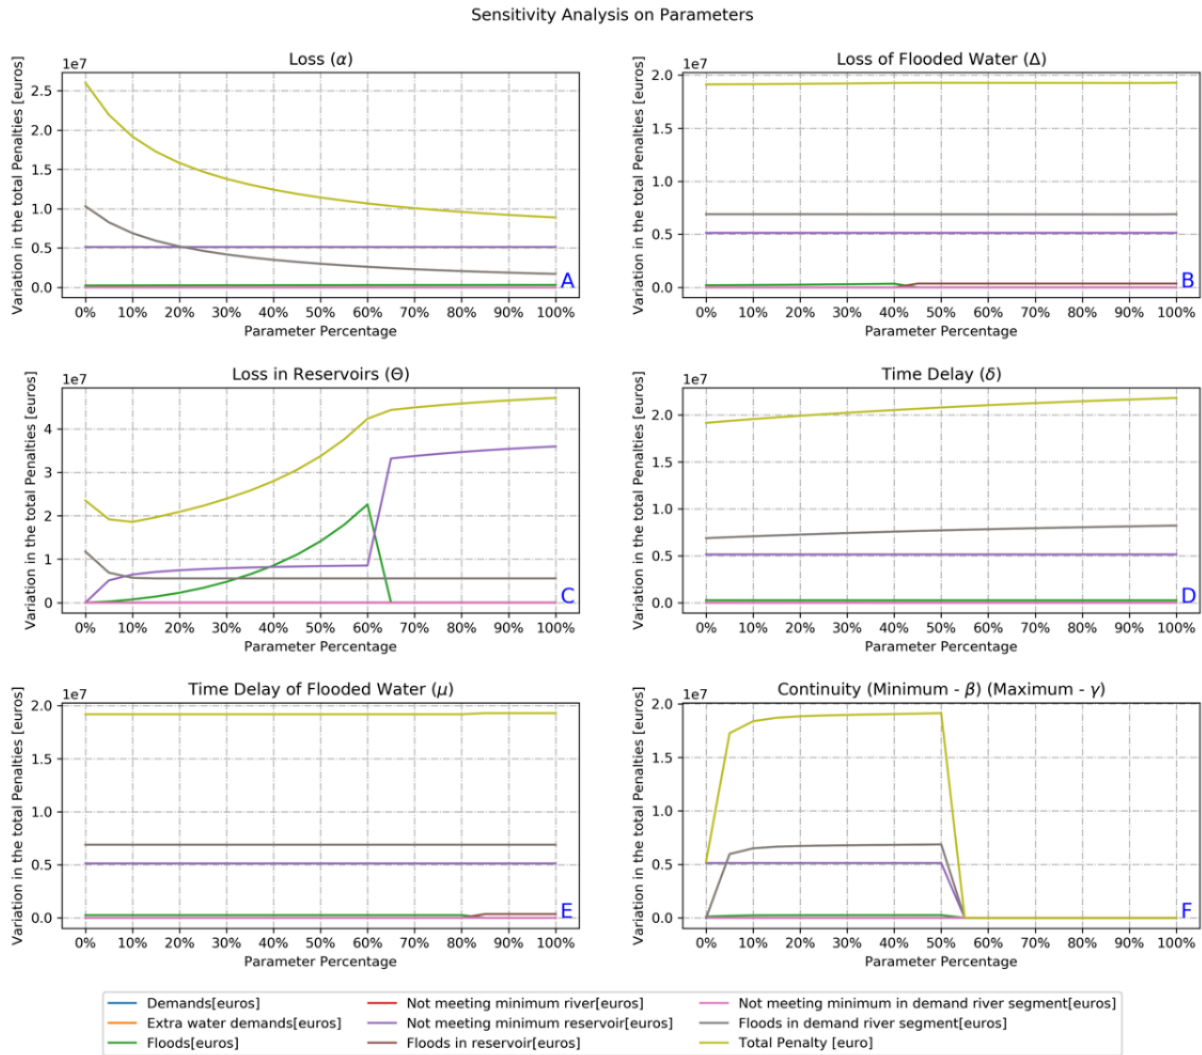 Sensitivity Analysis on Parameters
Loss (α)
1e7
Variation in the total Penalties [euros]
2.5
2.0
1.5
1.0
0.5
0.0
A
0% 10% 20% 30% 40% 50% 60% 70% 80% 90% 100%
Parameter Percentage
Loss of Flooded Water (Δ)
1e7
Variation in the total Penalties [euros]
2.0
1.5
1.0
0.5
0.0
B
0% 10% 20% 30% 40% 50% 60% 70% 80% 90% 100%
Parameter Percentage
Loss in Reservoirs (Θ)
1e7
Variation in the total Penalties [euros]
4
3
2
1
0
C
0% 10% 20% 30% 40% 50% 60% 70% 80% 90% 100%
Parameter Percentage
Time Delay (δ)
1e7
Variation in the total Penalties [euros]
2.0
1.5
1.0
0.5
0.0
D
0% 10% 20% 30% 40% 50% 60% 70% 80% 90% 100%
Parameter Percentage
Time Delay of Flooded Water (μ)
1e7
Variation in the total Penalties [euros]
2.0
1.5
1.0
0.5
0.0
E
0% 10% 20% 30% 40% 50% 60% 70% 80% 90% 100%
Parameter Percentage
Continuity (Minimum - β) (Maximum - γ)
1e7
Variation in the total Penalties [euros]
2.0
1.5
1.0
0.5
0.0
F
0% 10% 20% 30% 40% 50% 60% 70% 80% 90% 100%
Parameter Percentage
Demands[euros]
Extra water demands[euros]
Floods[euros]
Not meeting minimum river[euros]
Not meeting minimum reservoir[euros]
Floods in reservoir[euros]
Not meeting minimum in demand river segment[euros]
Floods in demand river segment[euros]
Total Penalty [euro]